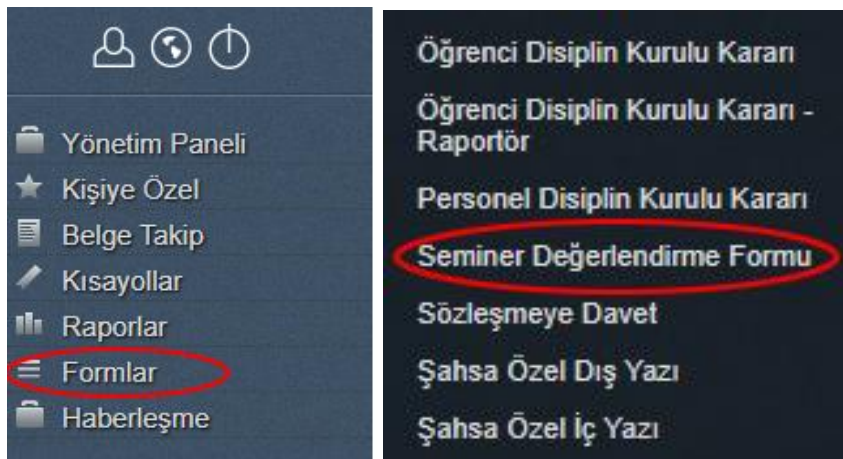 Yönetim Paneli
Kişiye Özel
Belge Takip
Kısayollar
Raporlar
Formlar
Haberleşme
Öğrenci Disiplin Kurulu Kararı
Öğrenci Disiplin Kurulu Kararı -
Raportör
Personel Disiplin Kurulu Kararı
Seminer Değerlendirme Formu
Sözleşmeye Davet
Şahsa Özel Dış Yazı
Şahsa Özel İç Yazı